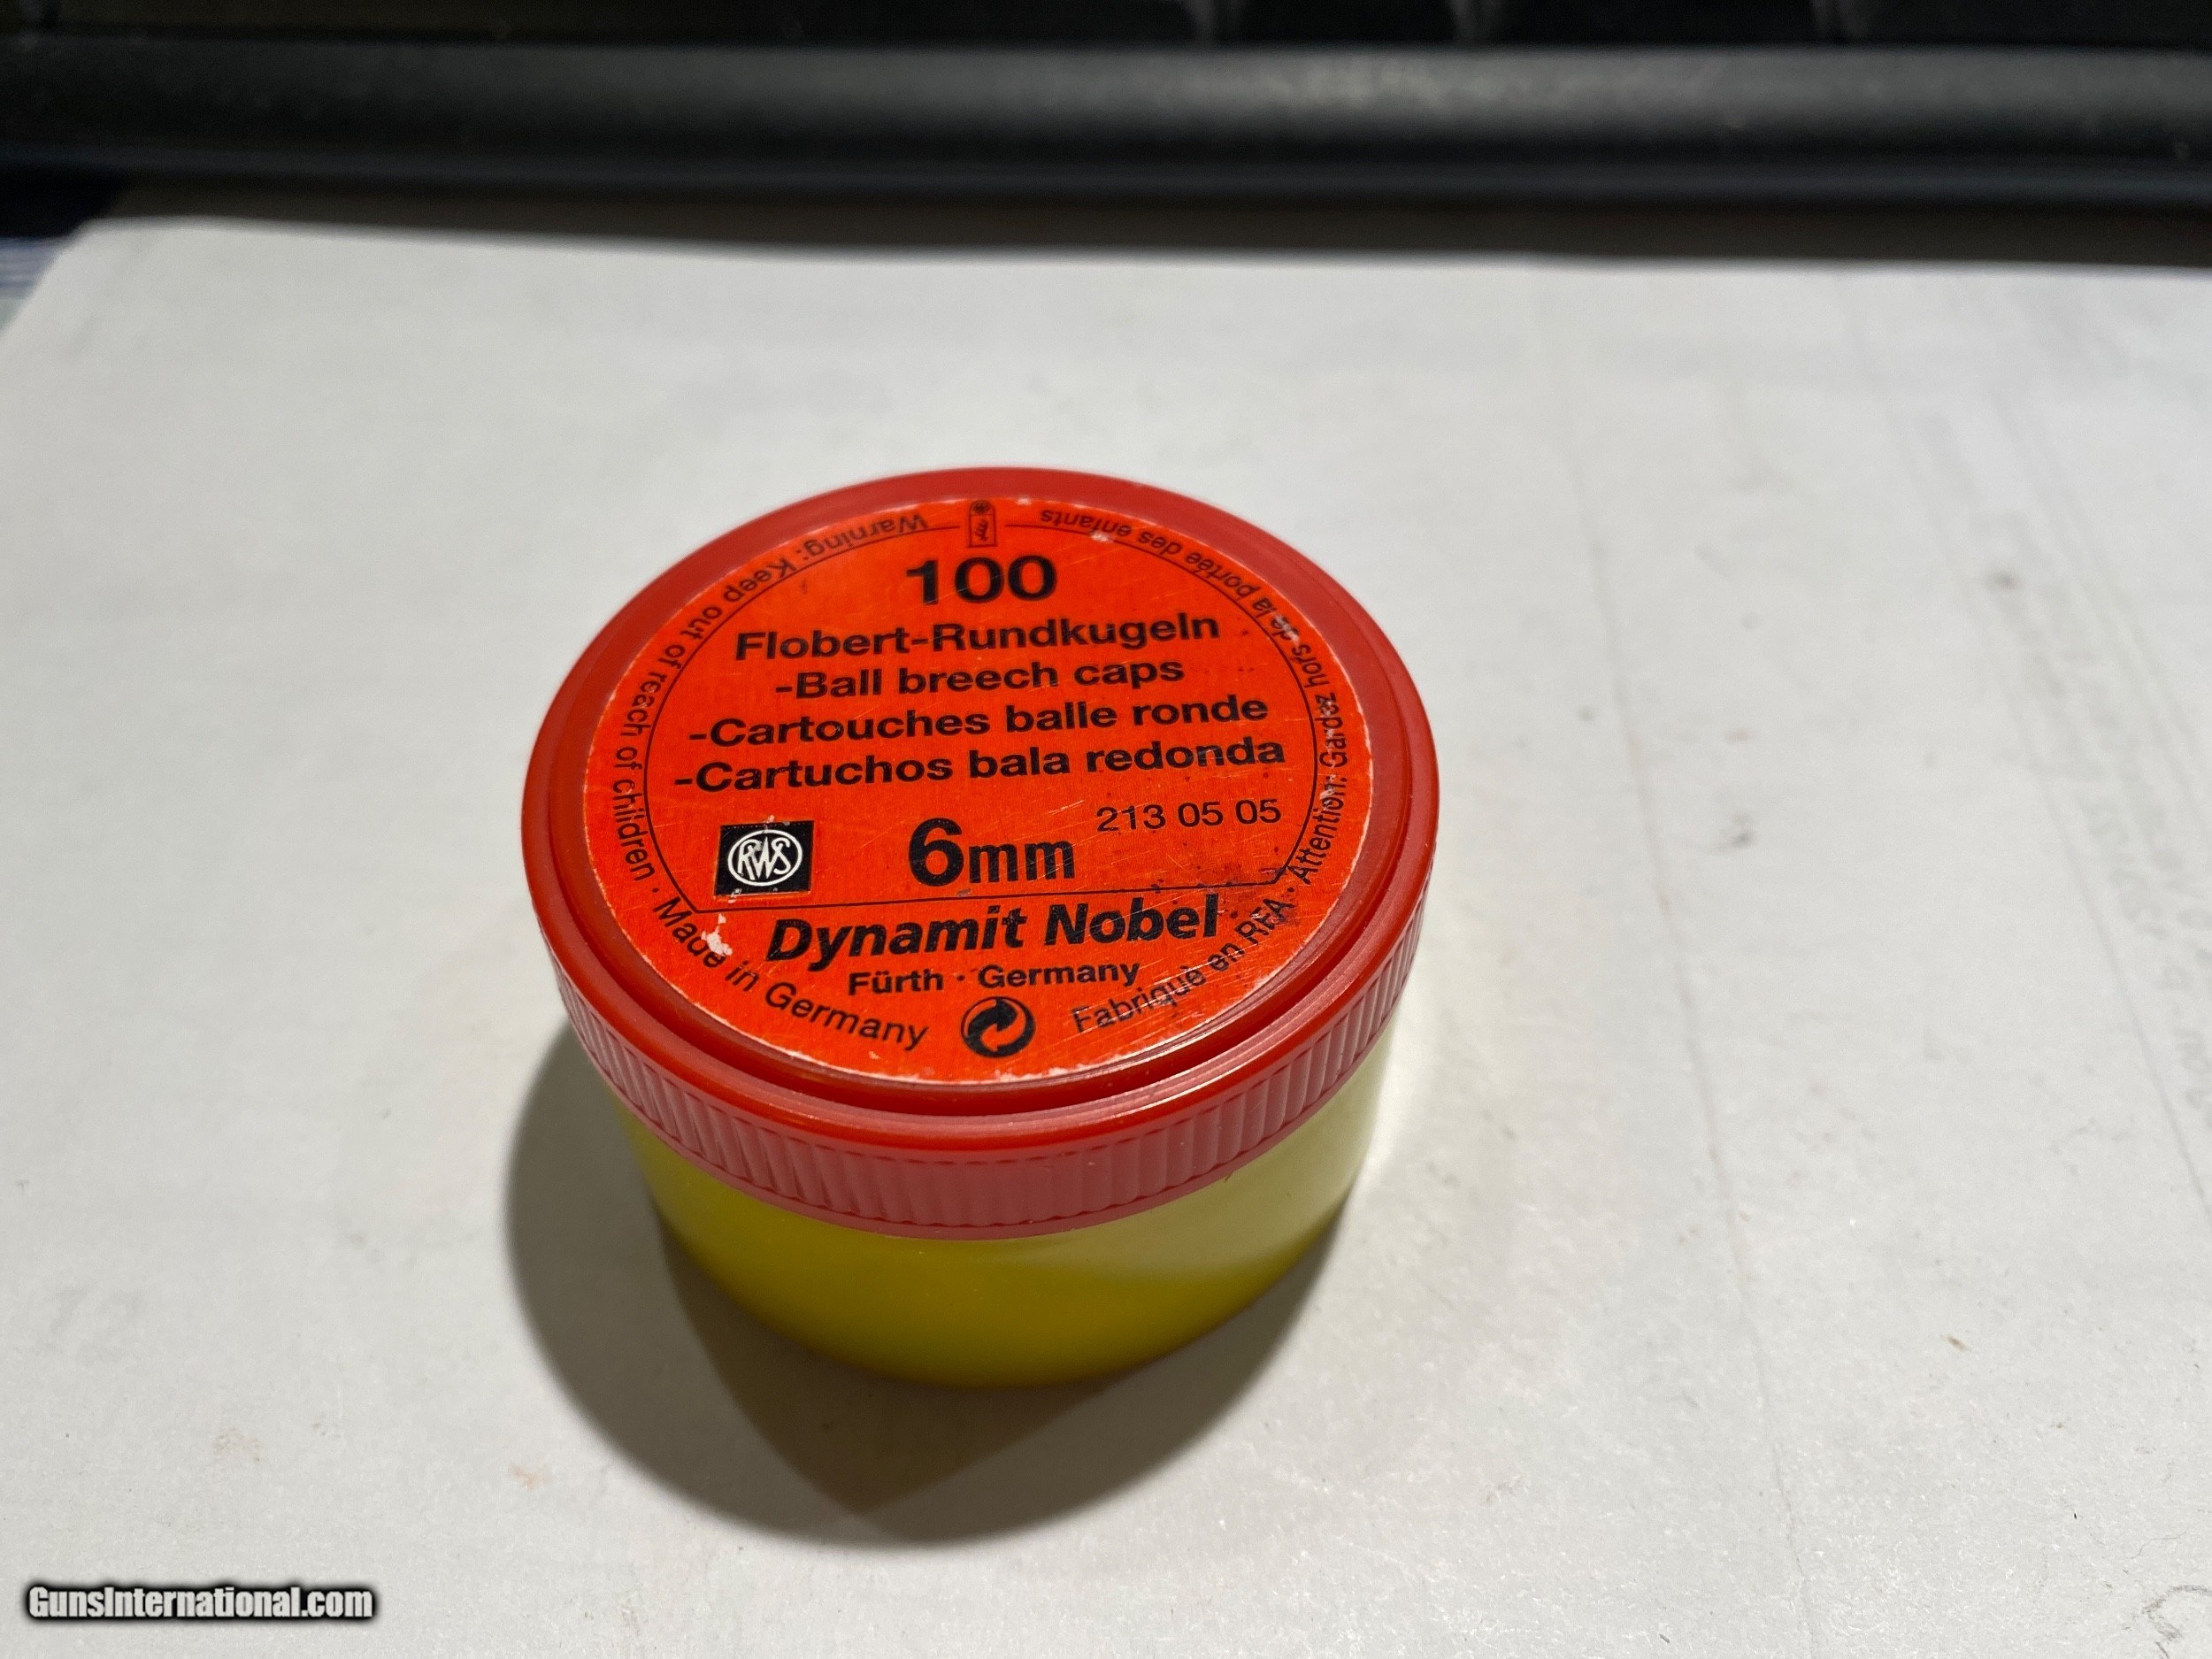 100
Flobert-Rundkugeln
-Ball breech caps
-Cartouches balle ronde
-Cartuchos bala redonda
213 05 05
RWS
6mm
Dynamit Nobel
Fürth · Germany
Warning: Keep out of reach of children · Made in Germany
Fabriqué en RFA · Attention: Gardez hors de la portée des enfants
GunsInternational.com